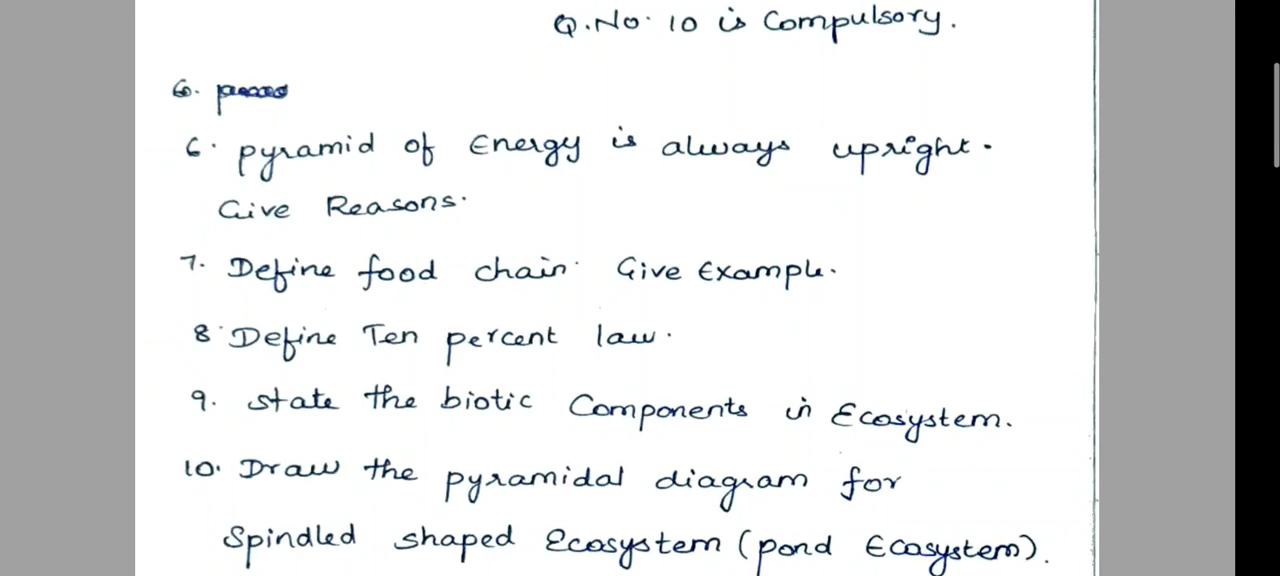 Q.No. 10 is Compulsory.
6.
6. pyramid of Energy is always upright.
Give Reasons.
7. Define food chain. Give Example.
8. Define Ten percent law.
9. State the biotic Components in Ecosystem.
10. Draw the pyramidal diagram for
Spindled shaped Ecosystem (pond Ecosystem).